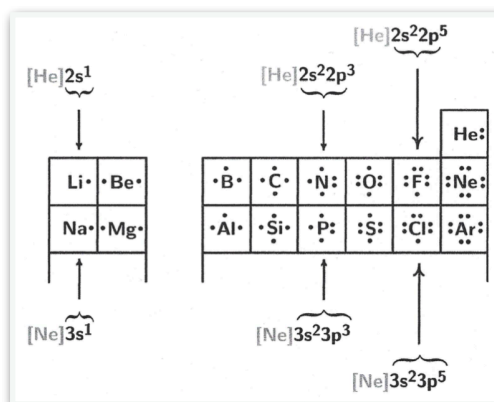 [He]2s²2p⁵
[He]2s¹ [He]2s²2p³
He:
Li· ·Be· ·B· ·C· ·N: :O: :F: :Ne:
Na· ·Mg· ·Al· ·Si· ·P: :S: :Cl: :Ar:
[Ne]3s¹ [Ne]3s²3p³
[Ne]3s²3p⁵